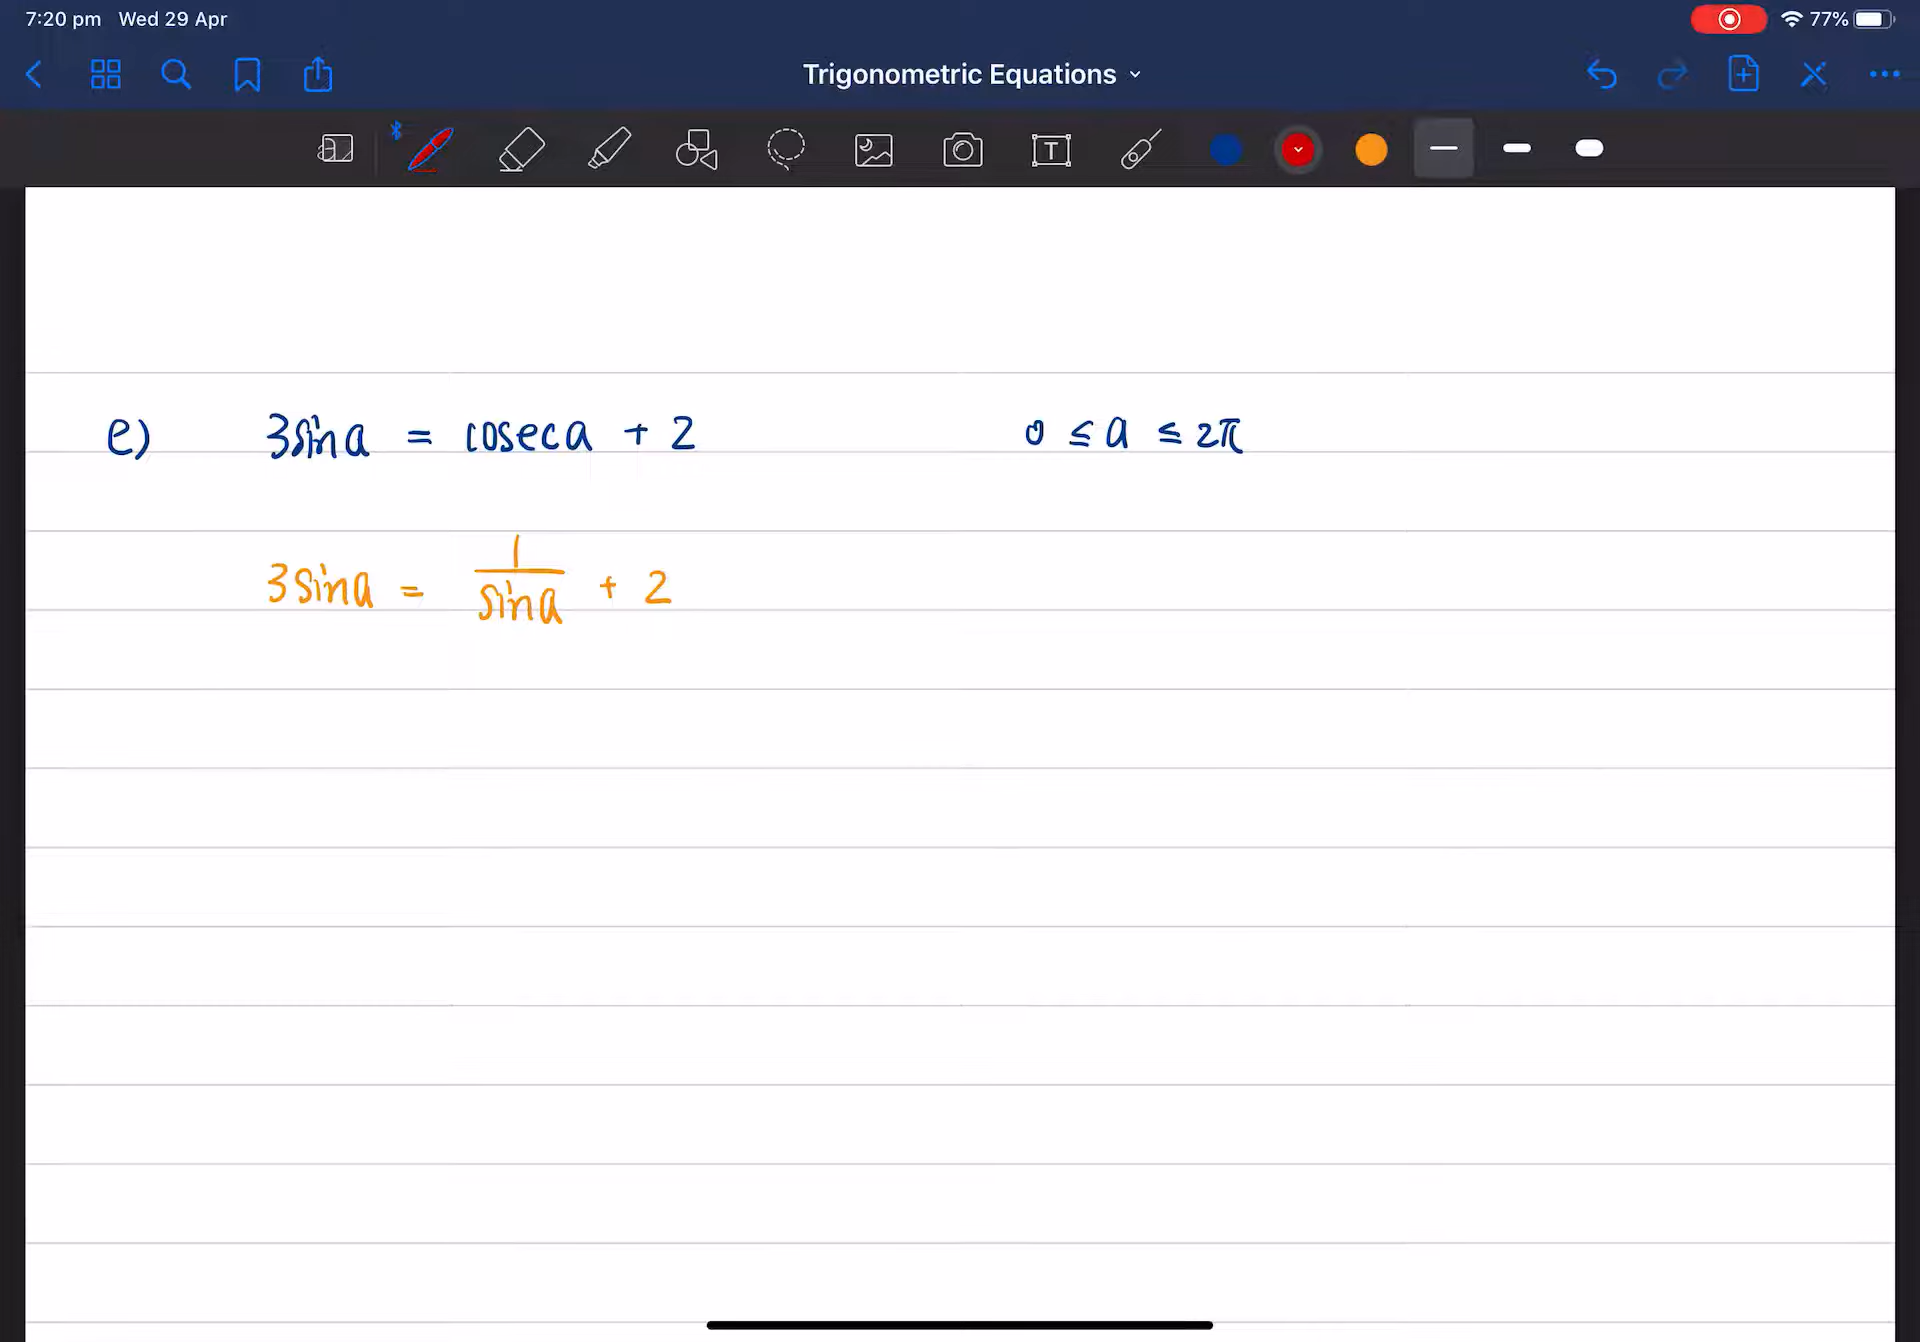 7:20 pm Wed 29 Apr 77%
Trigonometric Equations
e) 3sina = coseca + 2 0 ≤ a ≤ 2π
3sina = 1/sina + 2